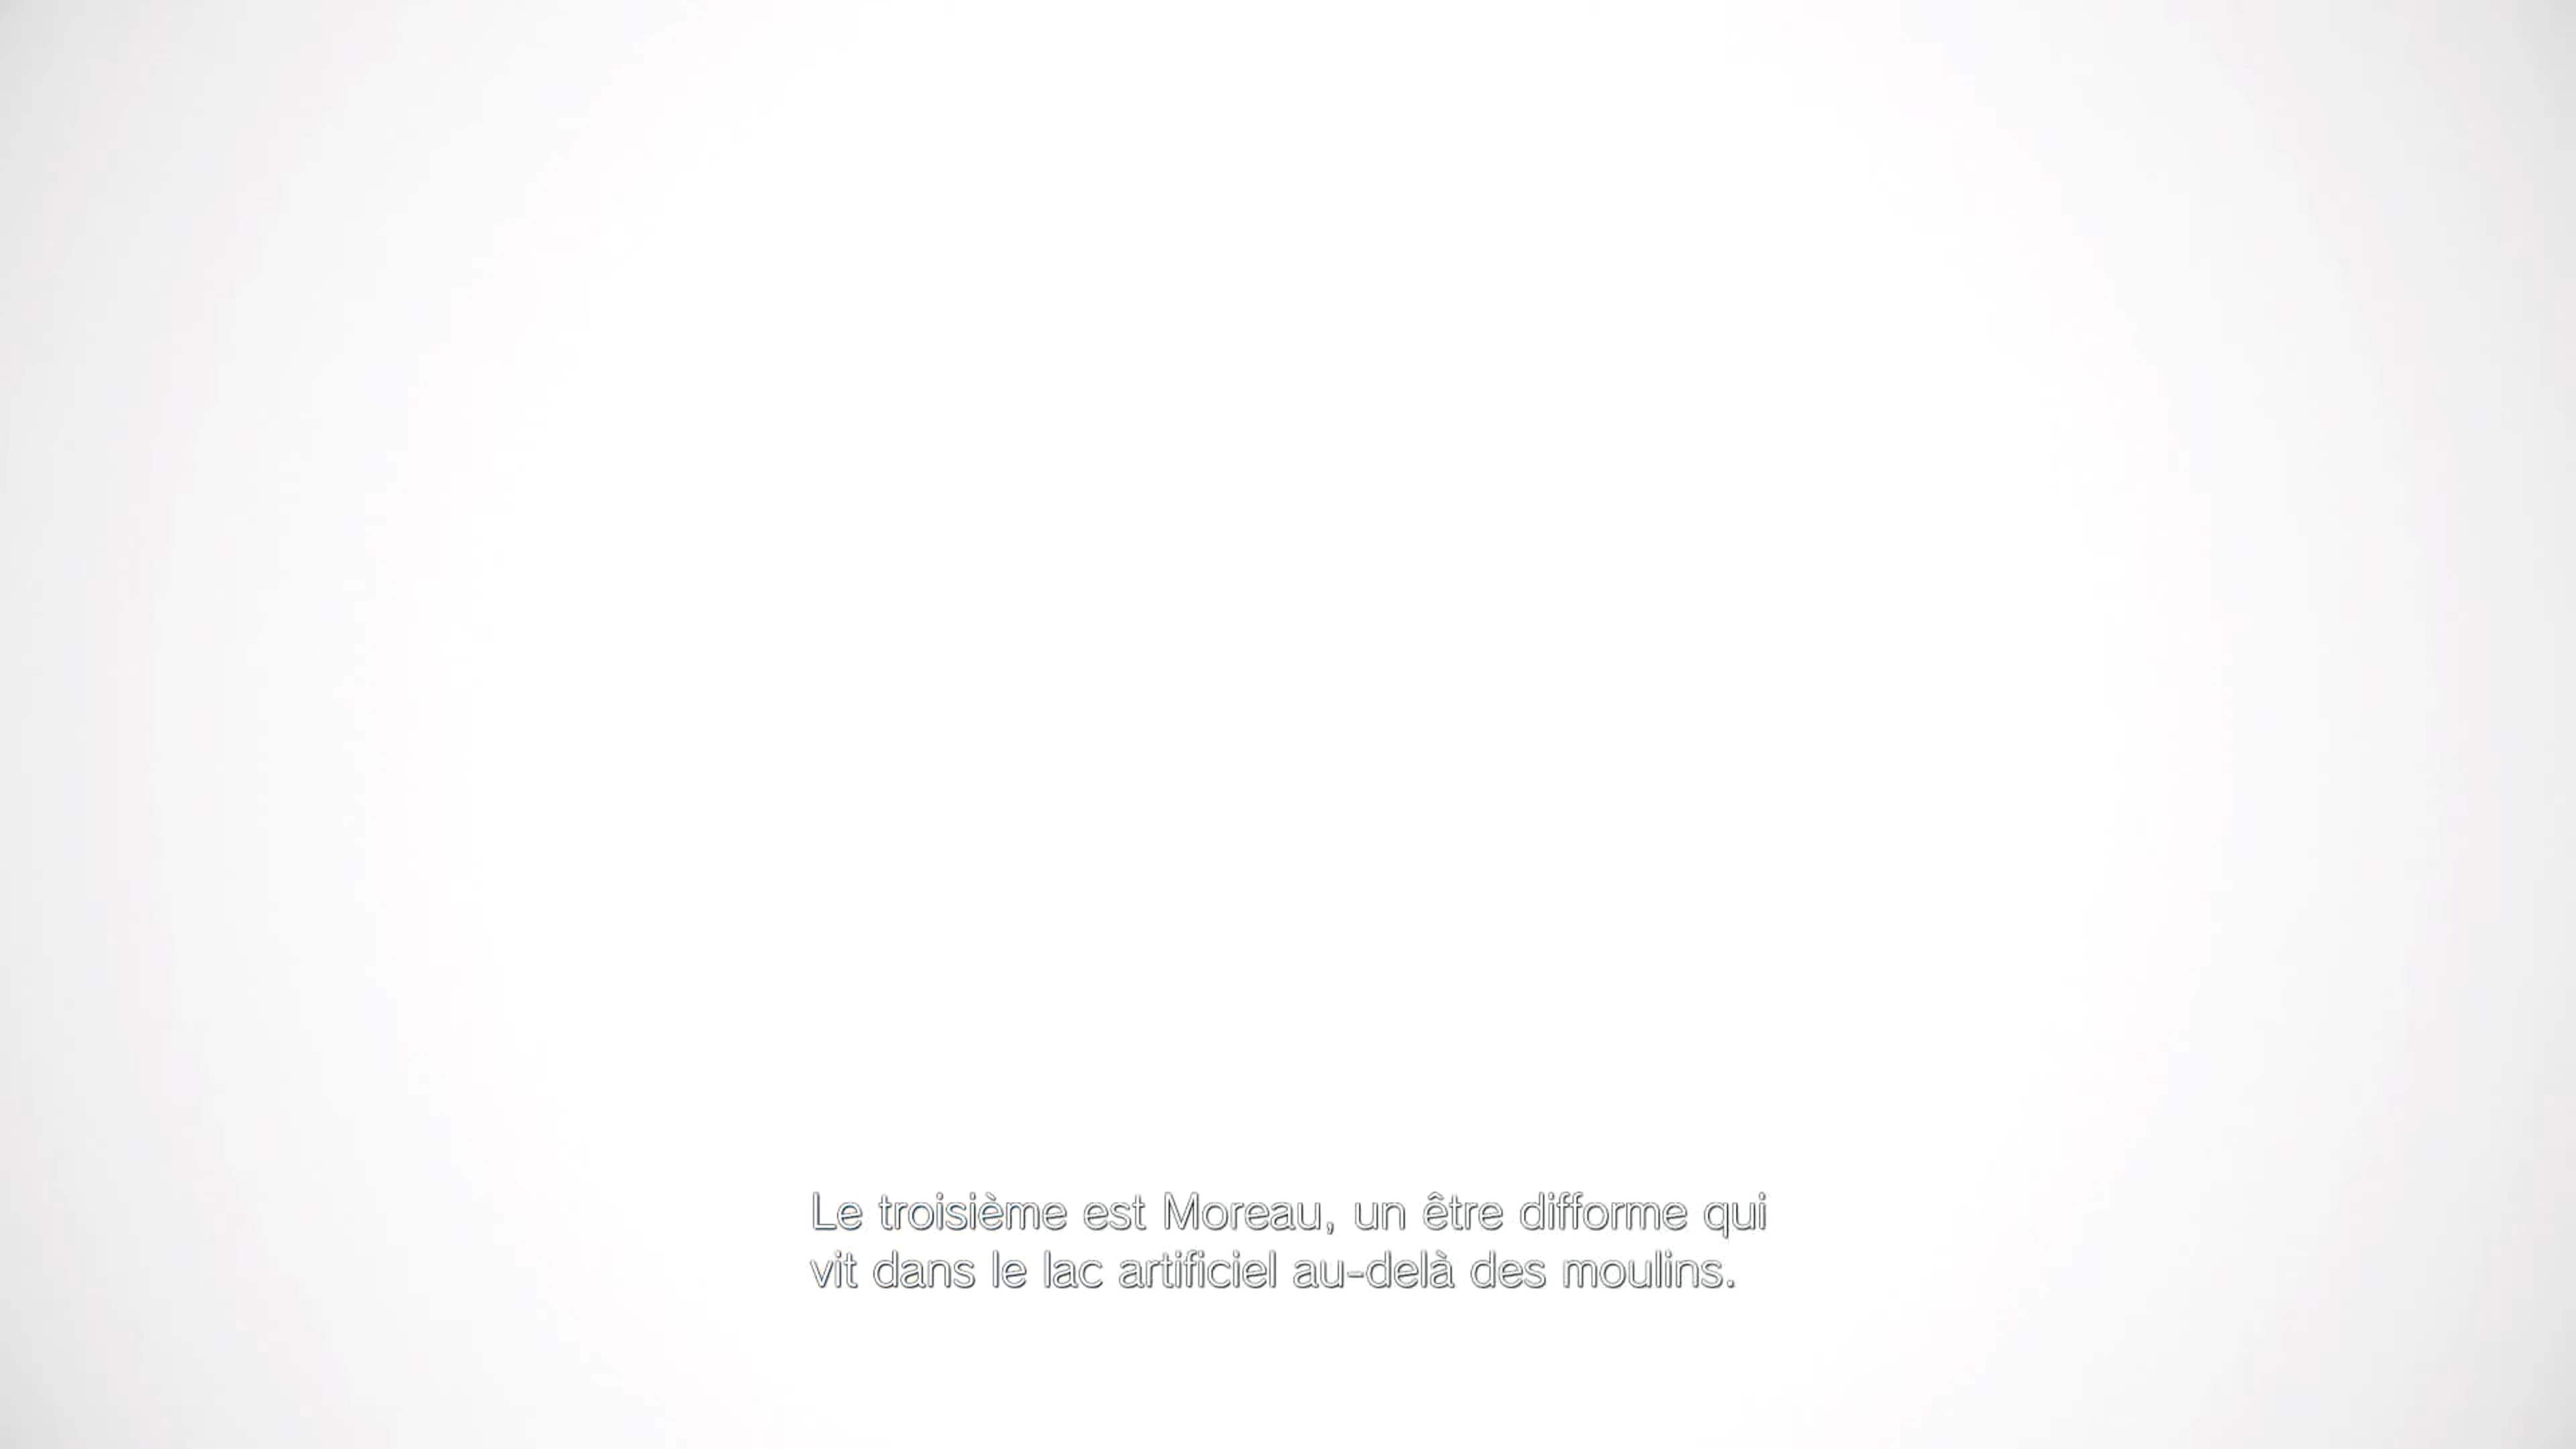 Le troisième est Moreau, un être difforme qui
vit dans le lac artificiel au-delà des moulins.